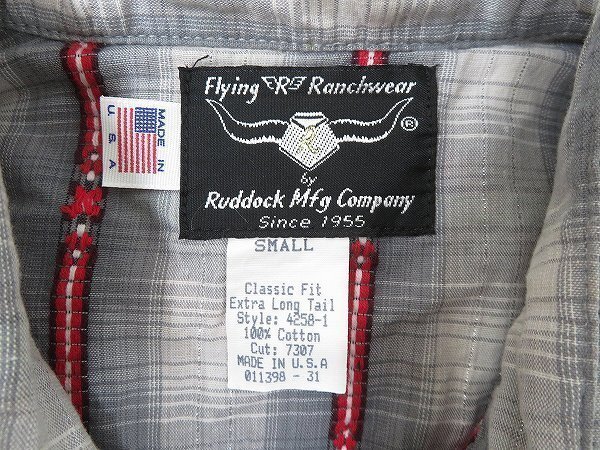 Flying R Ranchwear
R
®
by
Ruddock Mfg Company
Since 1955
MADE IN
U.S.A
SMALL
Classic Fit
Extra Long Tail
Style: 4258-1
100% Cotton
Cut: 7307
MADE IN U.S.A
011398 - 31